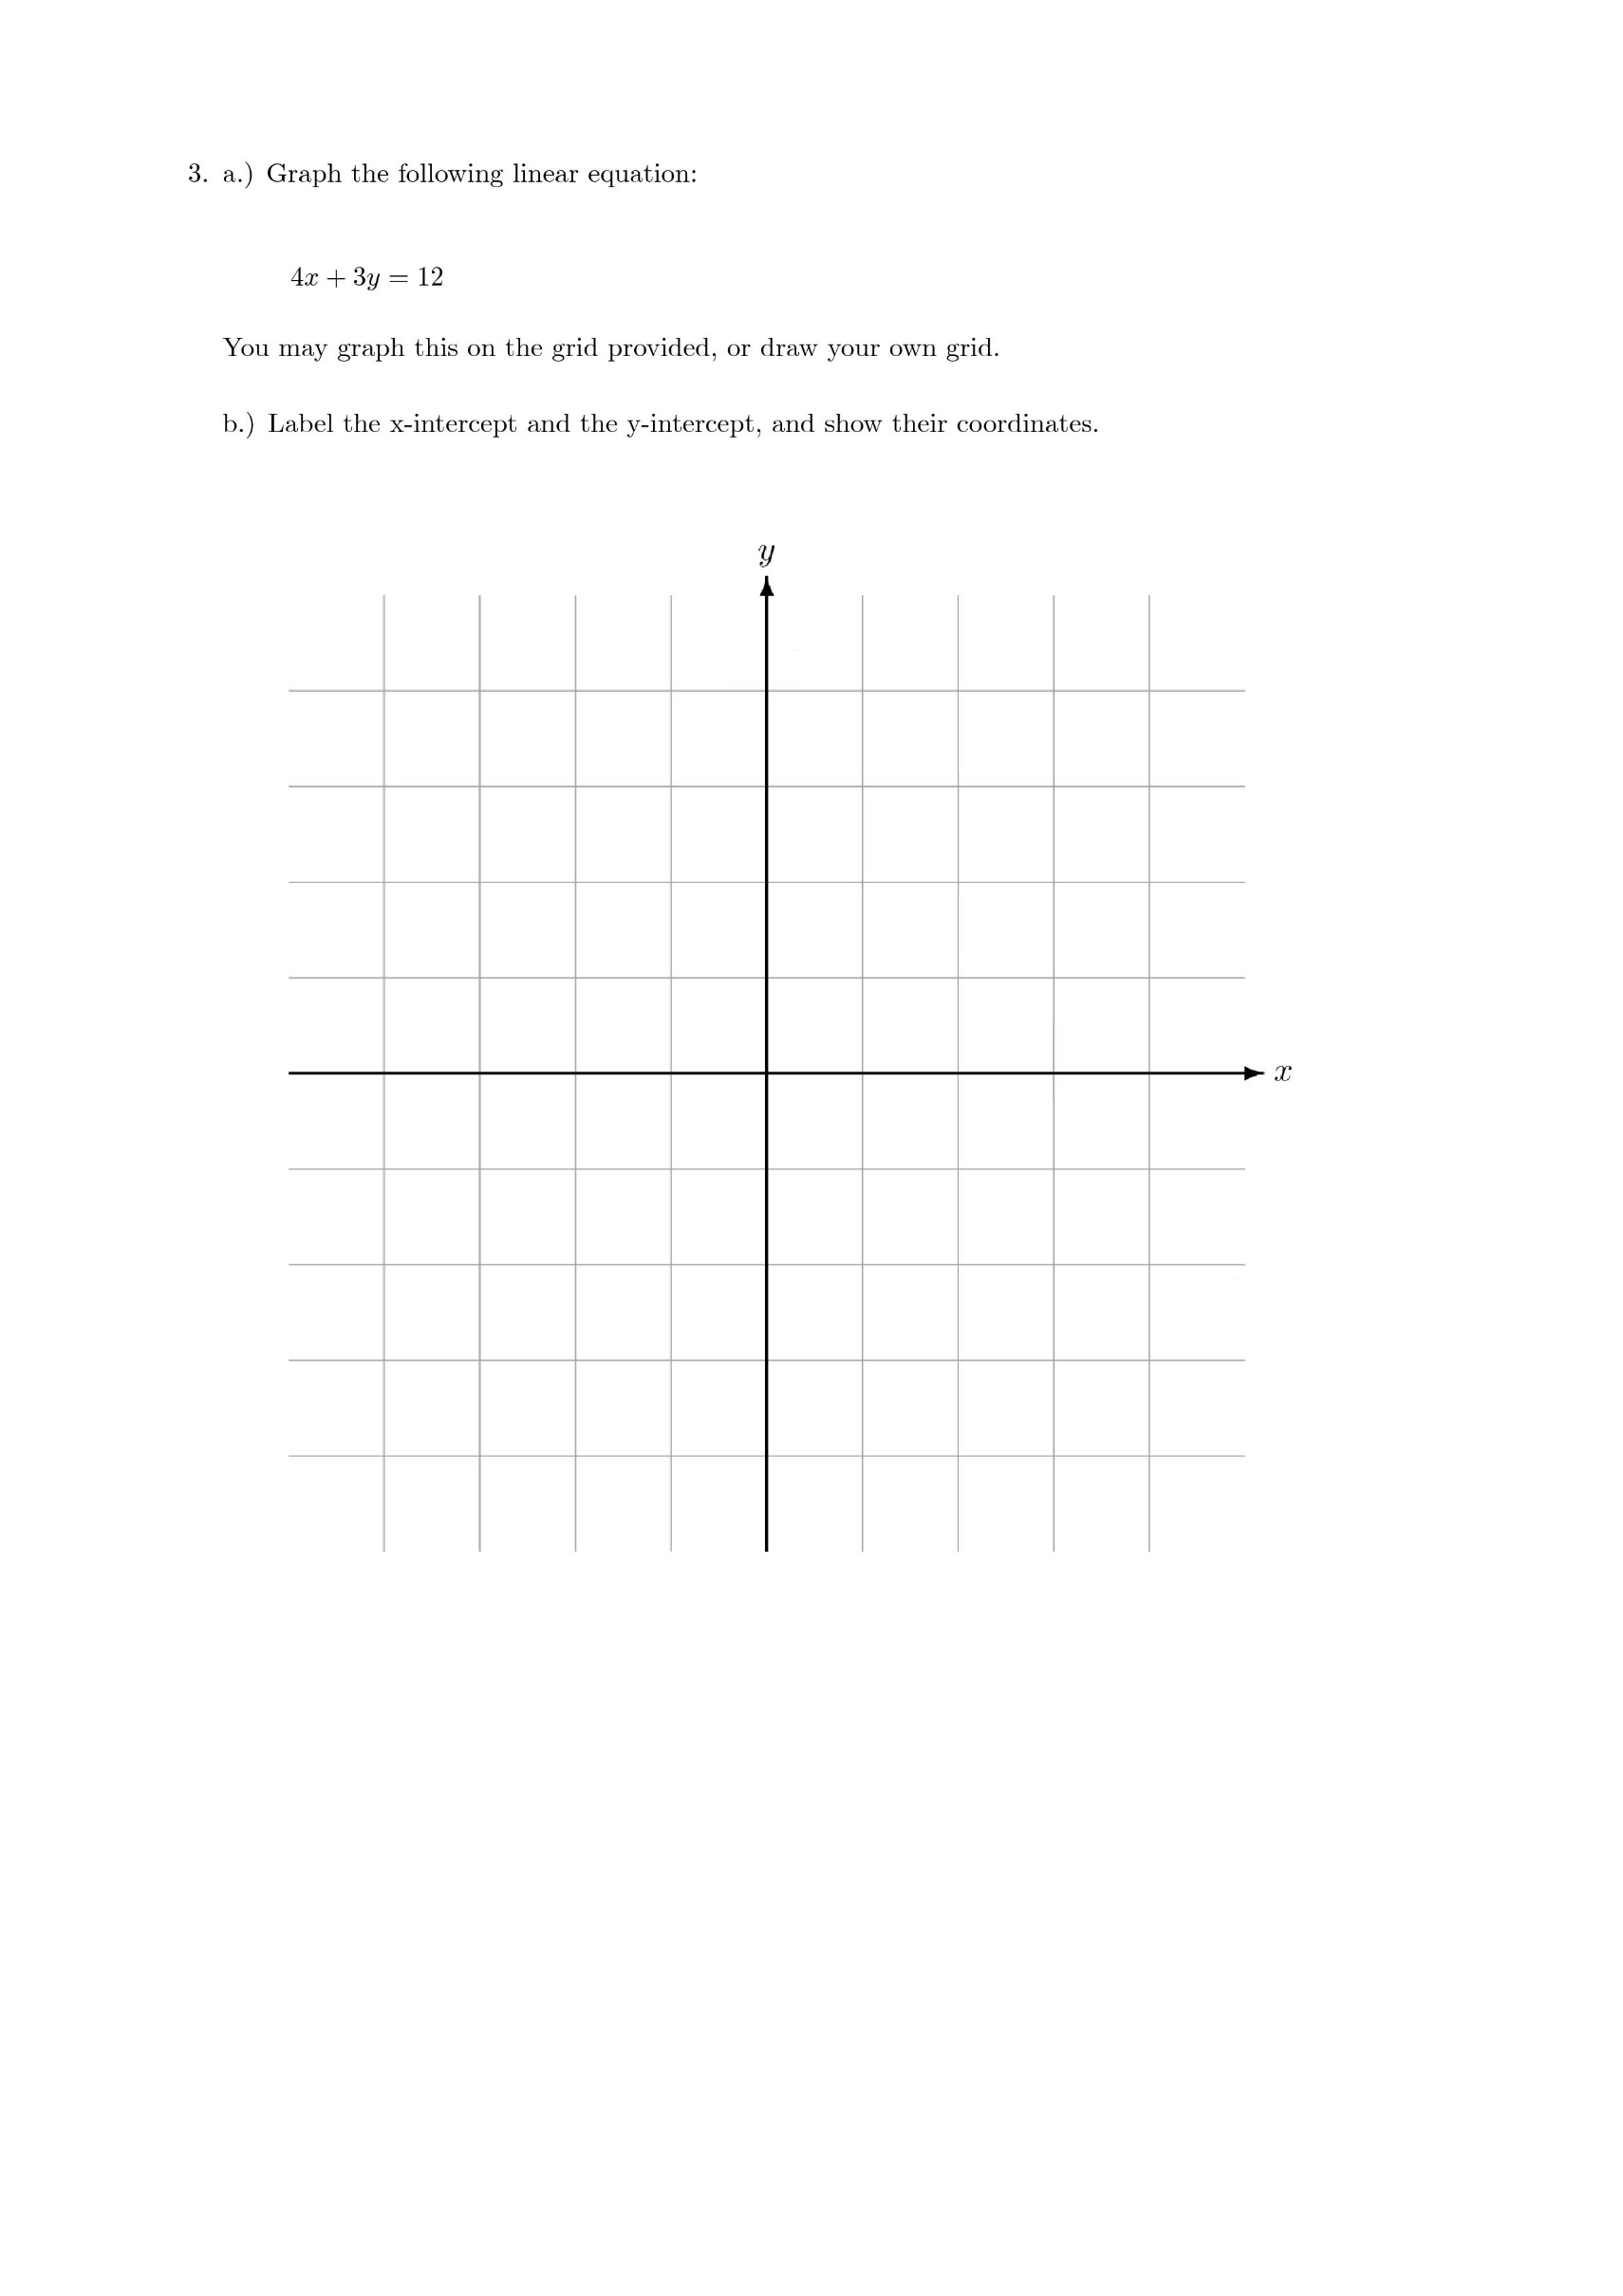 3. a.) Graph the following linear equation:
4x + 3y = 12
You may graph this on the grid provided, or draw your own grid.
b.) Label the x-intercept and the y-intercept, and show their coordinates.
y
x